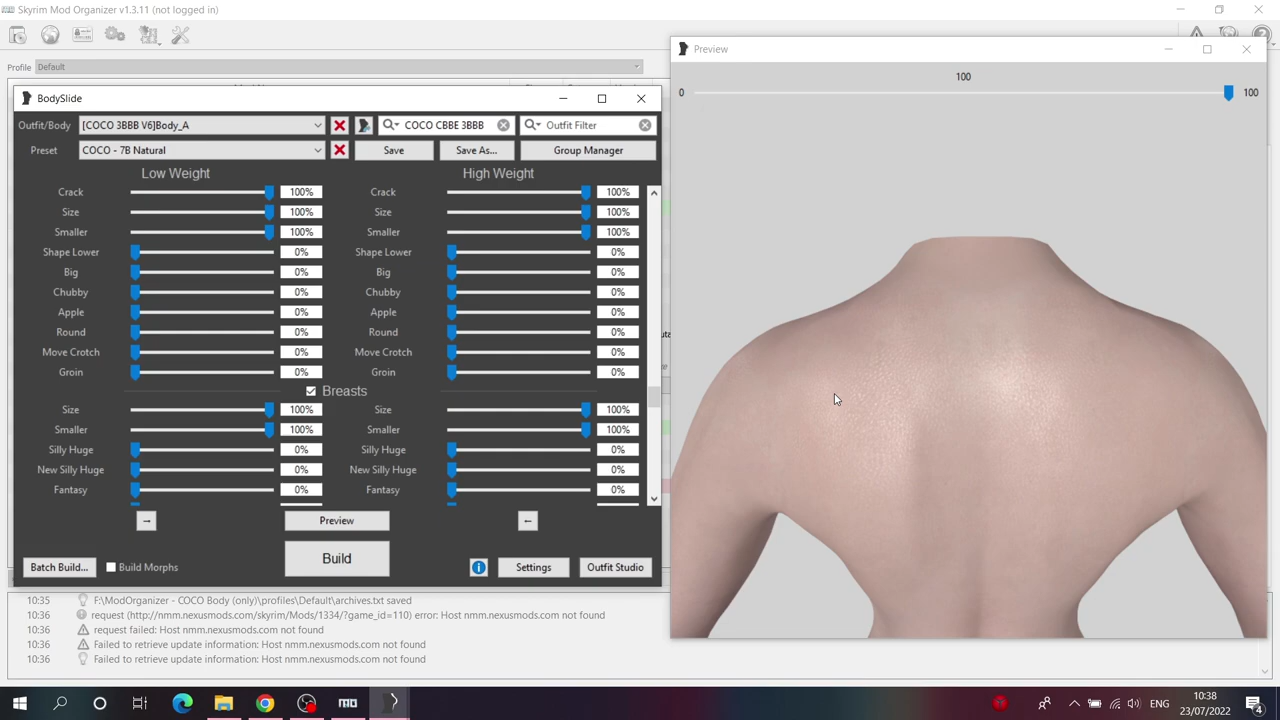 Skyrim Mod Organizer v1.3.11 (not logged in)
Profile Default
Preview
100
0 100
BodySlide
Outfit/Body [COCO 3BBB V6]Body_A COCO CBBE 3BBB Outfit Filter
Preset COCO - 7B Natural Save Save As... Group Manager
Low Weight High Weight
Crack 100% Crack 100%
Size 100% Size 100%
Smaller 100% Smaller 100%
Shape Lower 0% Shape Lower 0%
Big 0% Big 0%
Chubby 0% Chubby 0%
Apple 0% Apple 0%
Round 0% Round 0%
Move Crotch 0% Move Crotch 0%
Groin 0% Groin 0%
Breasts
Size 100% Size 100%
Smaller 100% Smaller 100%
Silly Huge 0% Silly Huge 0%
New Silly Huge 0% New Silly Huge 0%
Fantasy 0% Fantasy 0%
→ Preview ←
Batch Build... Build Morphs Build Settings Outfit Studio
10:35 F:\ModOrganizer - COCO Body (only)\profiles\Default\archives.txt saved
10:36 request (http://nmm.nexusmods.com/skyrim/Mods/1334/?game_id=110) error: Host nmm.nexusmods.com not found
10:36 request failed: Host nmm.nexusmods.com not found
10:36 Failed to retrieve update information: Host nmm.nexusmods.com not found
10:36 Failed to retrieve update information: Host nmm.nexusmods.com not found
ENG
10:38
23/07/2022
4